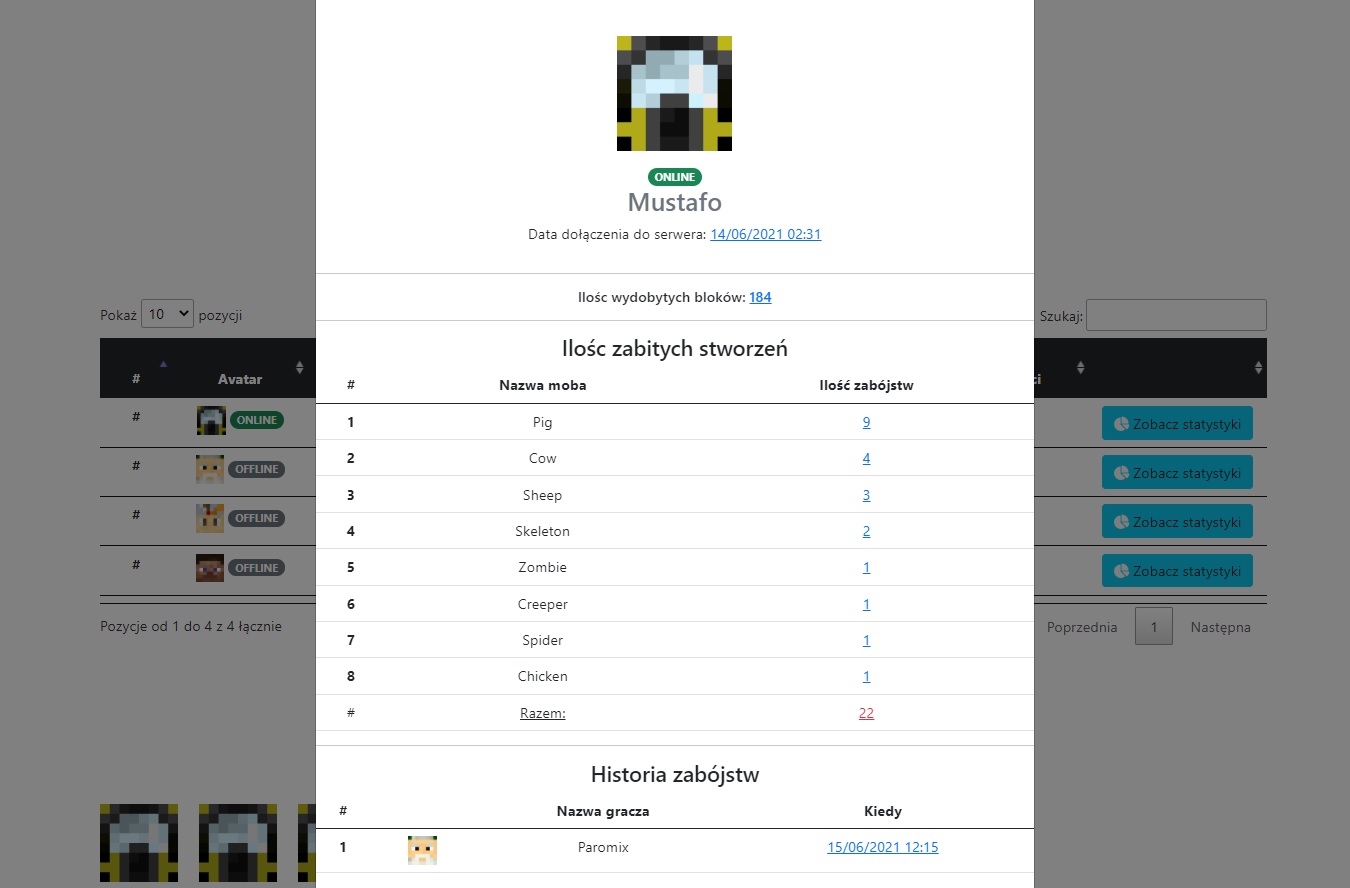 ONLINE
Mustafo
Data dołączenia do serwera: 14/06/2021 02:31
Ilośc wydobytych bloków: 184
Ilośc zabitych stworzeń
# Nazwa moba Ilość zabójstw
1 Pig 9
2 Cow 4
3 Sheep 3
4 Skeleton 2
5 Zombie 1
6 Creeper 1
7 Spider 1
8 Chicken 1
# Razem: 22
Historia zabójstw
# Nazwa gracza Kiedy
1 Paromix 15/06/2021 12:15
Pokaż 10 pozycji
Szukaj:
# Avatar ci
# ONLINE Zobacz statystyki
# OFFLINE Zobacz statystyki
# OFFLINE Zobacz statystyki
# OFFLINE Zobacz statystyki
Pozycje od 1 do 4 z 4 łącznie
Poprzednia 1 Następna